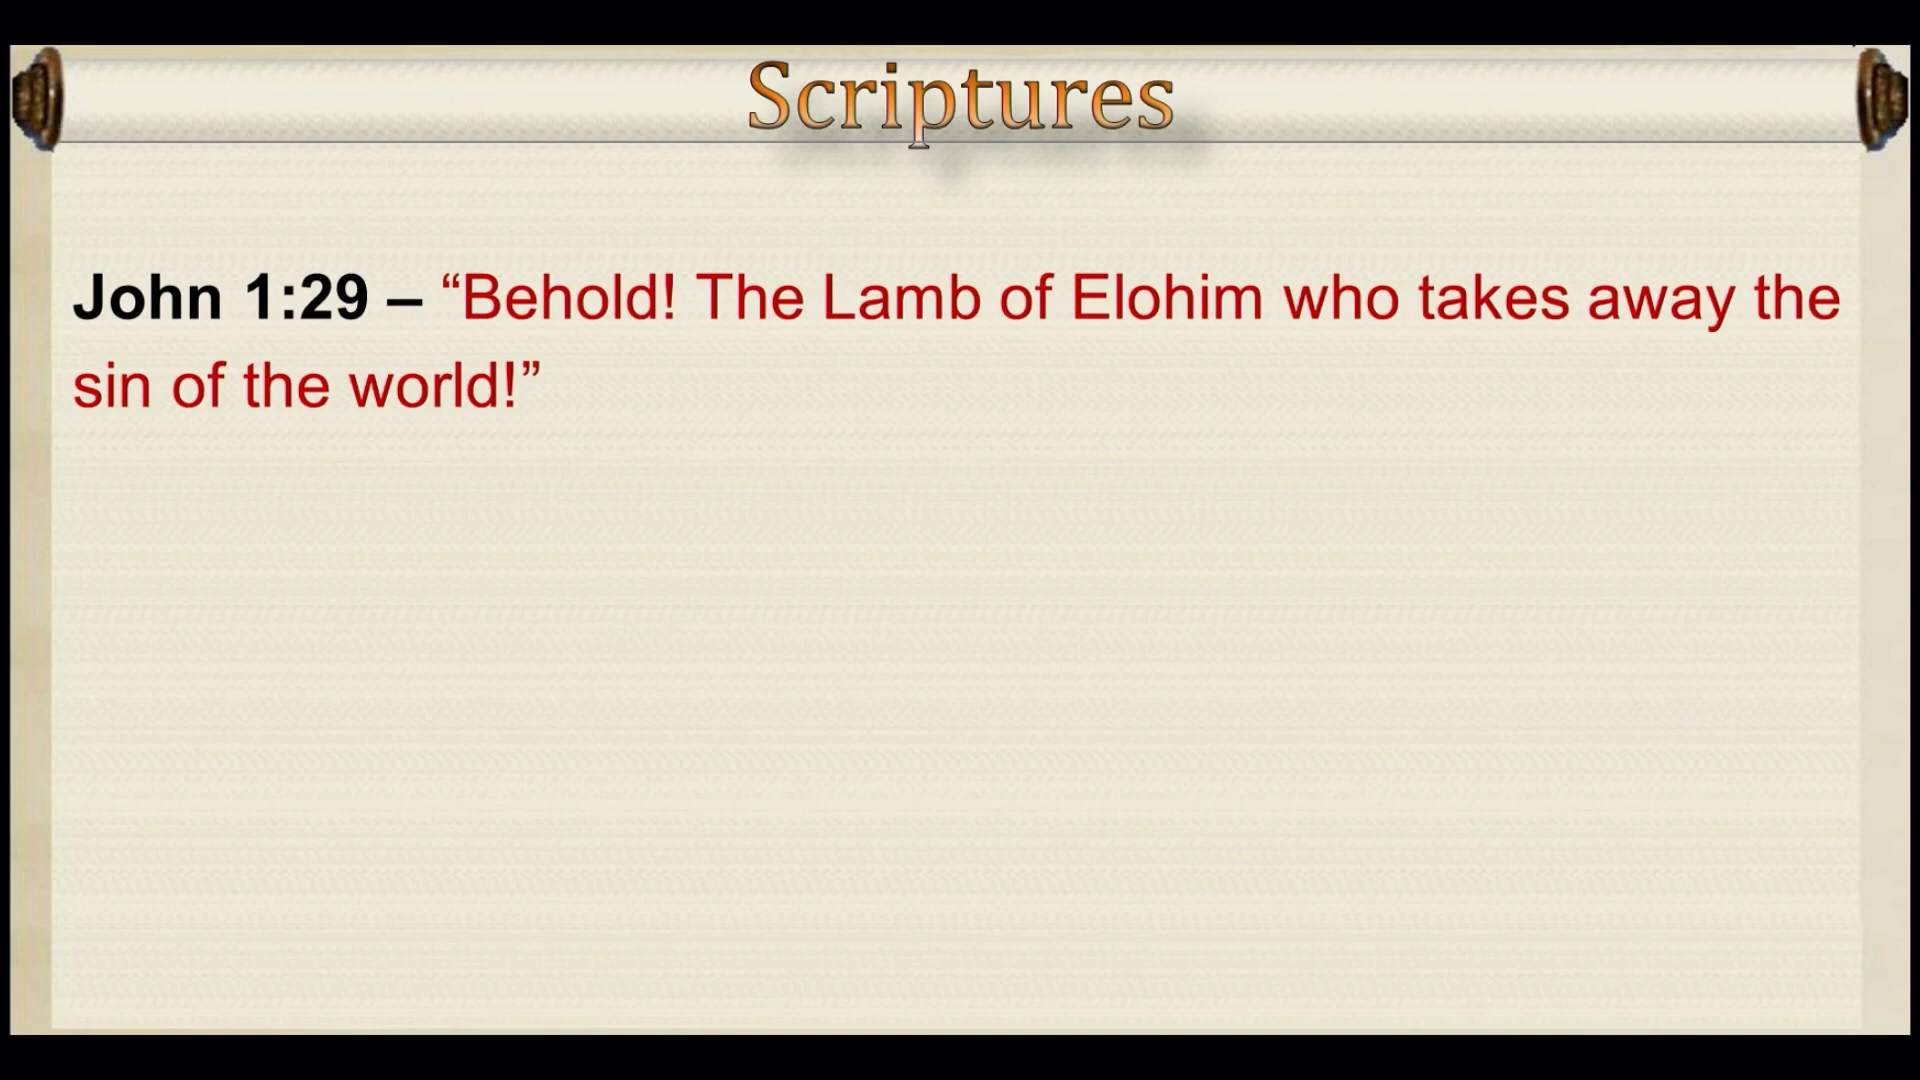 Scriptures
John 1:29 – “Behold! The Lamb of Elohim who takes away the
sin of the world!”